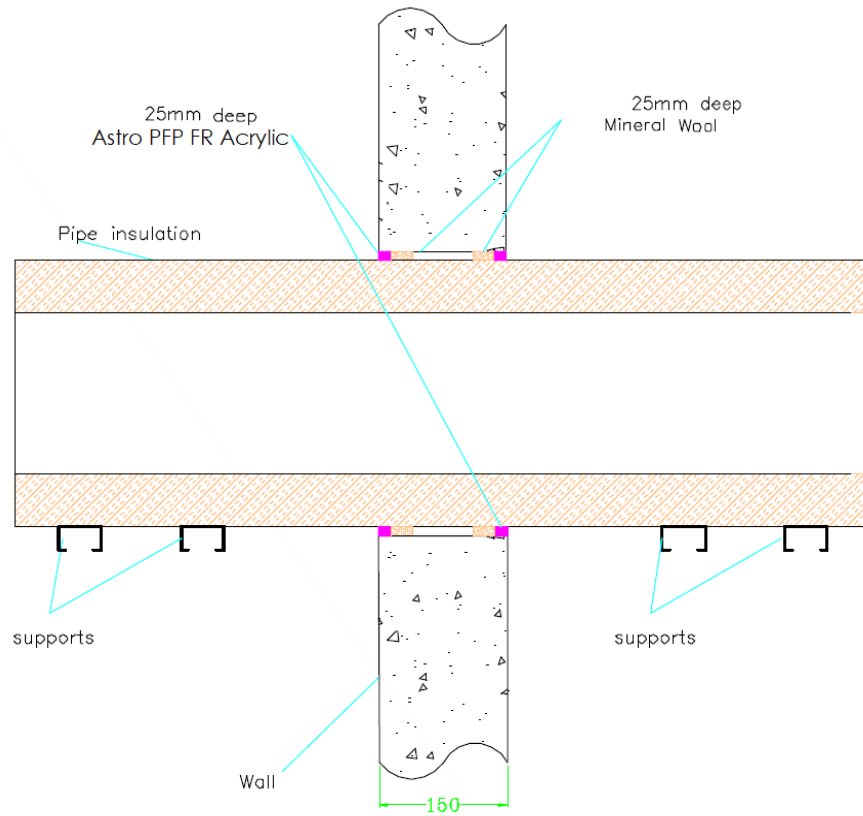 25mm deep
Astro PFP FR Acrylic
25mm deep
Mineral Wool
Pipe insulation
supports
supports
Wall
150